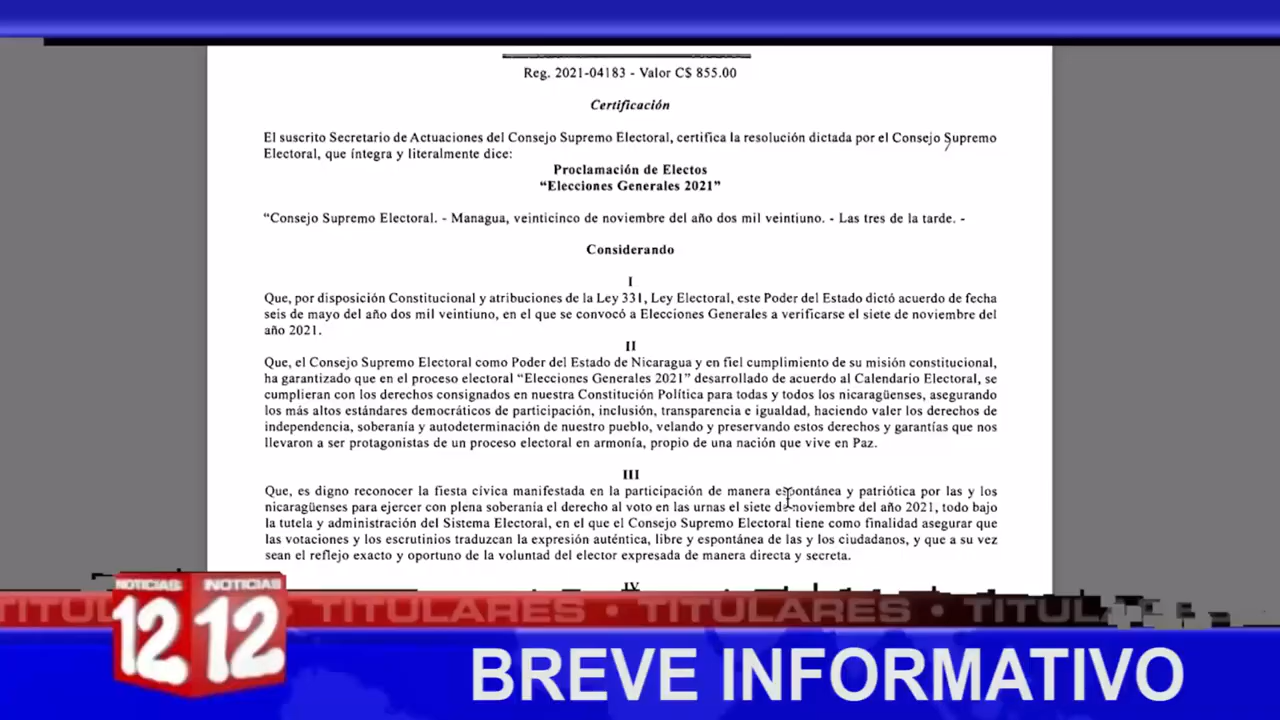 Reg. 2021-04183 - Valor C$ 855.00
Certificación
El suscrito Secretario de Actuaciones del Consejo Supremo Electoral, certifica la resolución dictada por el Consejo Supremo
Electoral, que íntegra y literalmente dice:
Proclamación de Electos
“Elecciones Generales 2021”
“Consejo Supremo Electoral. - Managua, veinticinco de noviembre del año dos mil veintiuno. - Las tres de la tarde. -
Considerando
I
Que, por disposición Constitucional y atribuciones de la Ley 331, Ley Electoral, este Poder del Estado dictó acuerdo de fecha
seis de mayo del año dos mil veintiuno, en el que se convocó a Elecciones Generales a verificarse el siete de noviembre del
año 2021.
II
Que, el Consejo Supremo Electoral como Poder del Estado de Nicaragua y en fiel cumplimiento de su misión constitucional,
ha garantizado que en el proceso electoral “Elecciones Generales 2021” desarrollado de acuerdo al Calendario Electoral, se
cumplieran con los derechos consignados en nuestra Constitución Política para todas y todos los nicaragüenses, asegurando
los más altos estándares democráticos de participación, inclusión, transparencia e igualdad, haciendo valer los derechos de
independencia, soberanía y autodeterminación de nuestro pueblo, velando y preservando estos derechos y garantías que nos
llevaron a ser protagonistas de un proceso electoral en armonía, propio de una nación que vive en Paz.
III
Que, es digno reconocer la fiesta cívica manifestada en la participación de manera espontánea y patriótica por las y los
nicaragüenses para ejercer con plena soberanía el derecho al voto en las urnas el siete de noviembre del año 2021, todo bajo
la tutela y administración del Sistema Electoral, en el que el Consejo Supremo Electoral tiene como finalidad asegurar que
las votaciones y los escrutinios traduzcan la expresión auténtica, libre y espontánea de las y los ciudadanos, y que a su vez
sean el reflejo exacto y oportuno de la voluntad del elector expresada de manera directa y secreta.
IV
NOTICIAS NOTICIAS
12 12
TITUL • TITULARES • TITULARES • TITUL
BREVE INFORMATIVO